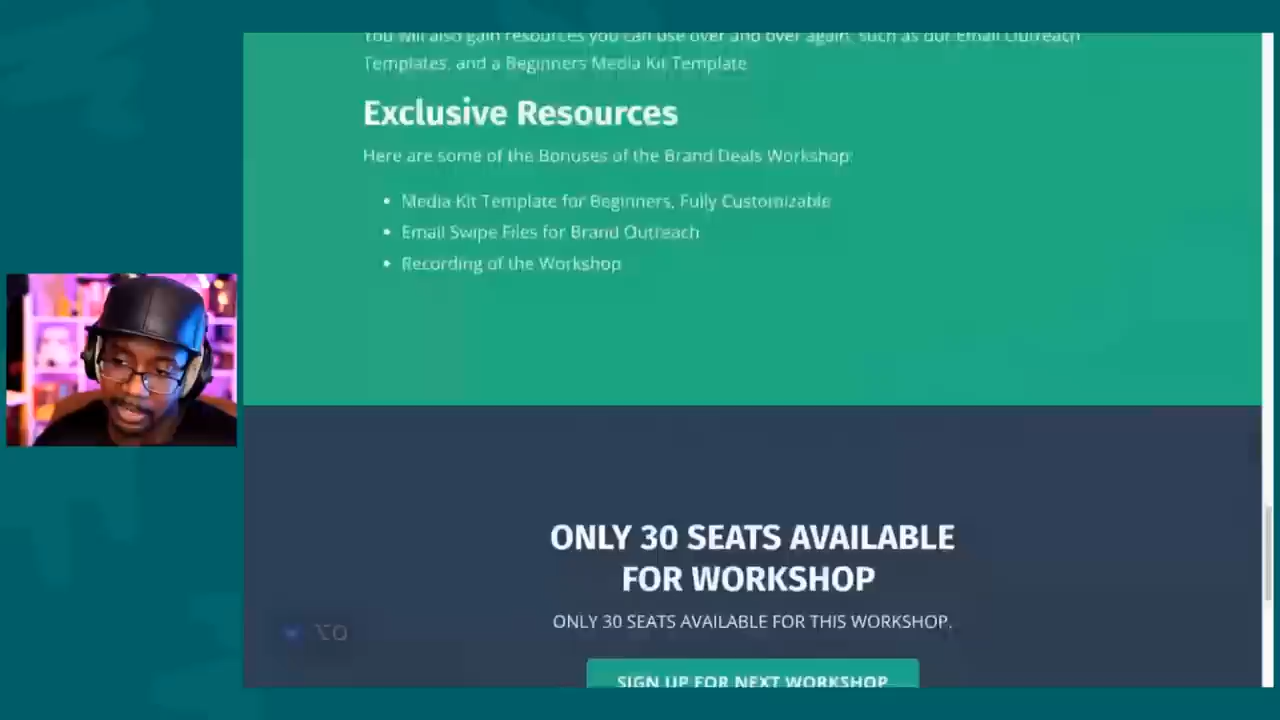 You will also gain resources you can use over and over again, such as our Email Outreach
Templates, and a Beginners Media Kit Template
Exclusive Resources
Here are some of the Bonuses of the Brand Deals Workshop:
• Media Kit Template for Beginners, Fully Customizable
• Email Swipe Files for Brand Outreach
• Recording of the Workshop
ONLY 30 SEATS AVAILABLE
FOR WORKSHOP
ONLY 30 SEATS AVAILABLE FOR THIS WORKSHOP.
SIGN UP FOR NEXT WORKSHOP